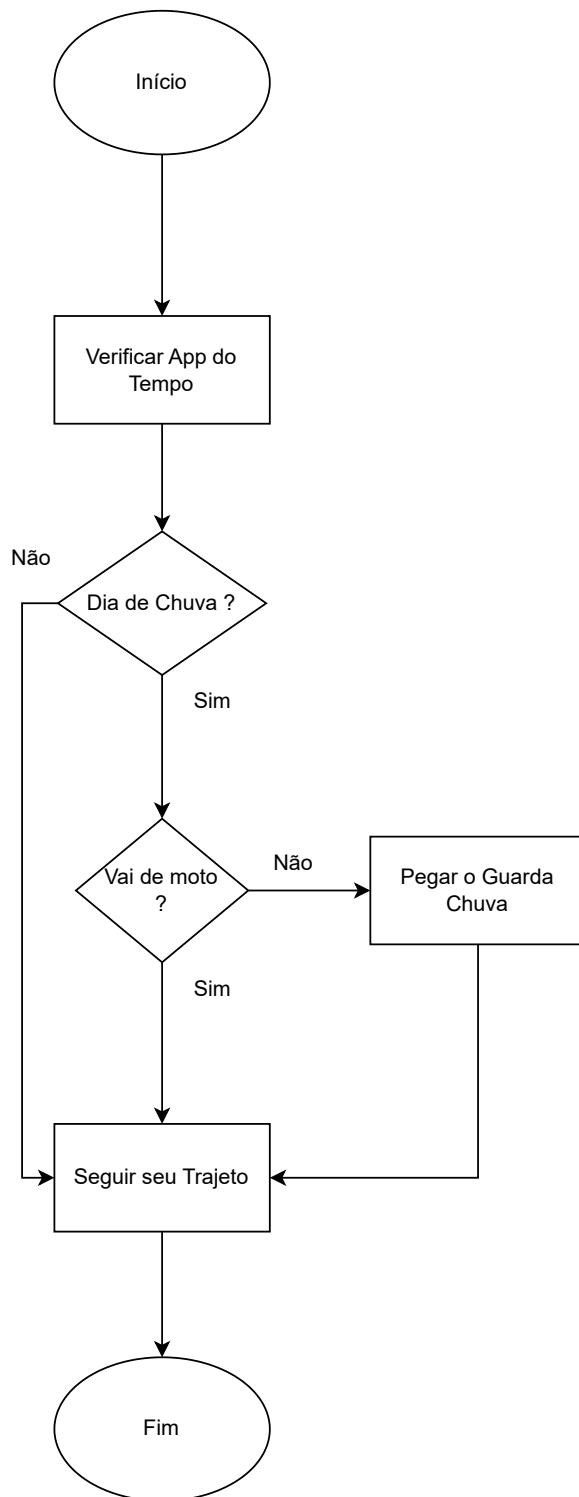 Início
Verificar App do
Tempo
Não
Dia de Chuva ?
Sim
Vai de moto
?
Não
Pegar o Guarda
Chuva
Sim
Seguir seu Trajeto
Fim